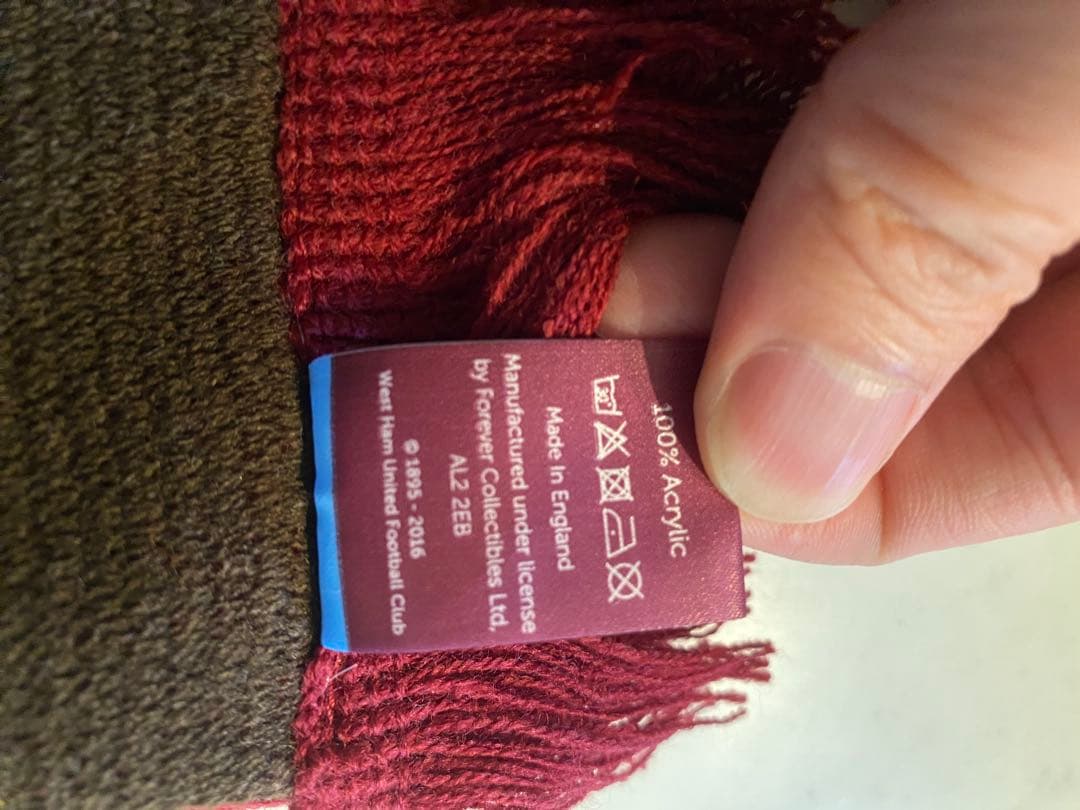 100% Acrylic
30°
Made In England
Manufactured under license
by Forever Collectibles Ltd,
AL2 2EB
© 1895 - 2016
West Ham United Football Club